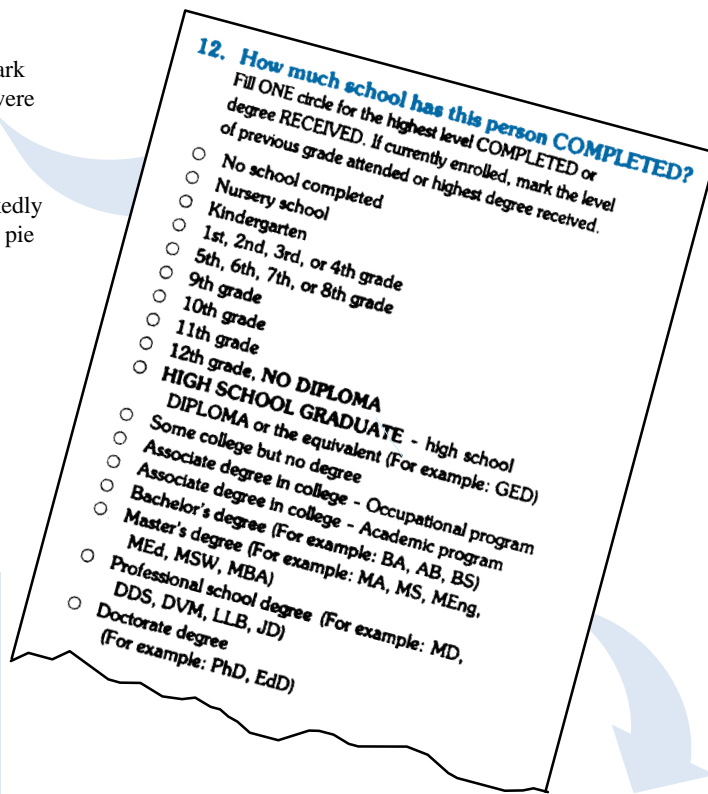 ark
vere
kedly
pie
12. How much school has this person COMPLETED?
Fill ONE circle for the highest level COMPLETED or
degree RECEIVED. If currently enrolled, mark the level
of previous grade attended or highest degree received.
No school completed
Nursery school
Kindergarten
1st, 2nd, 3rd, or 4th grade
5th, 6th, 7th, or 8th grade
9th grade
10th grade
11th grade
12th grade, NO DIPLOMA
HIGH SCHOOL GRADUATE - high school
DIPLOMA or the equivalent (For example: GED)
Some college but no degree
Associate degree in college - Occupational program
Associate degree in college - Academic program
Bachelor's degree (For example: BA, AB, BS)
Master's degree (For example: MA, MS, MEng,
MEd, MSW, MBA)
Professional school degree (For example: MD,
DDS, DVM, LLB, JD)
Doctorate degree
(For example: PhD, EdD)